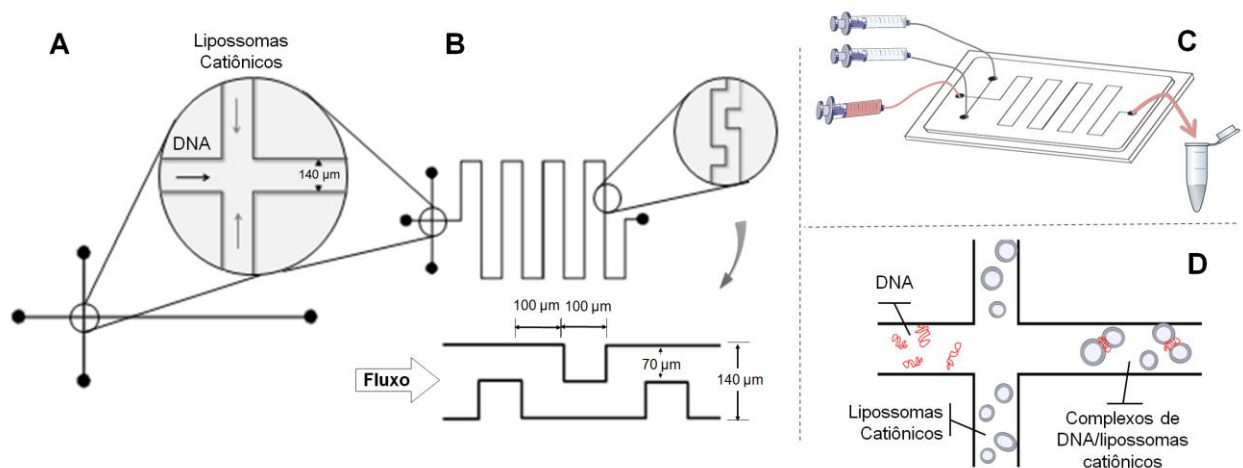 A
Lipossomas
Catiônicos
DNA
140 µm
B
100 µm
100 µm
70 µm
140 µm
Fluxo
C
D
DNA
Lipossomas
Catiônicos
Complexos de
DNA/lipossomas
catiônicos